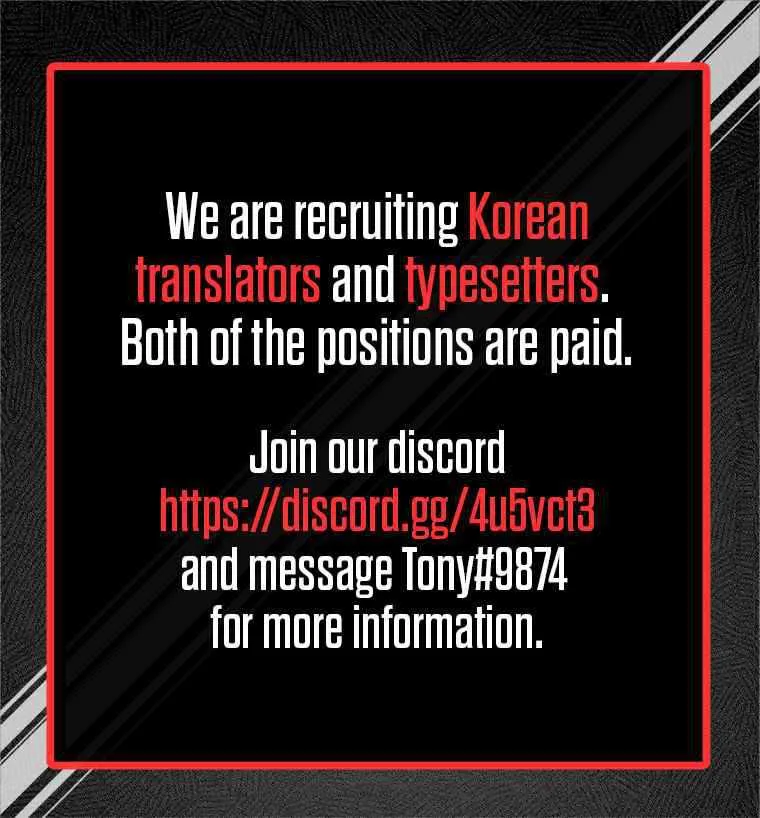 We are recruiting Korean
translators and typesetters.
Both of the positions are paid.
Join our discord
https://discord.gg/4u5vct3
and message Tony#9874
for more information.